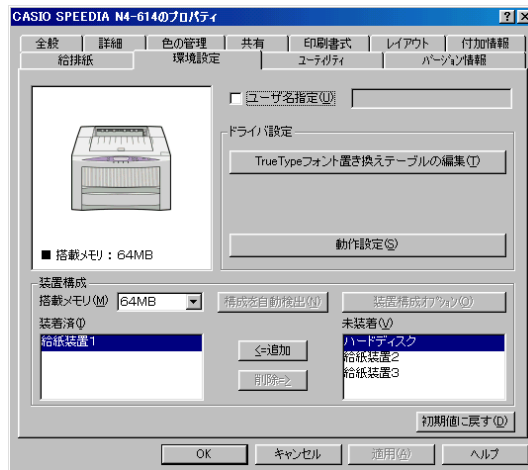 CASIO SPEEDIA N4-614のプロパティ
全般 詳細 色の管理 共有 印刷書式 レイアウト 付加情報
給排紙 環境設定 ユーティリティ バージョン情報
ユーザ名指定(U)
ドライバ設定
TrueTypeフォント置き換えテーブルの編集(T)
動作設定(S)
■ 搭載メモリ : 64MB
装置構成
搭載メモリ(M) 64MB 構成を自動検出(N) 装置構成オプション(O)
装着済(I) 未装着(V)
給紙装置1 ハードディスク
<=追加 給紙装置2
給紙装置3
削除=>
初期値に戻す(D)
OK キャンセル 適用(A) ヘルプ